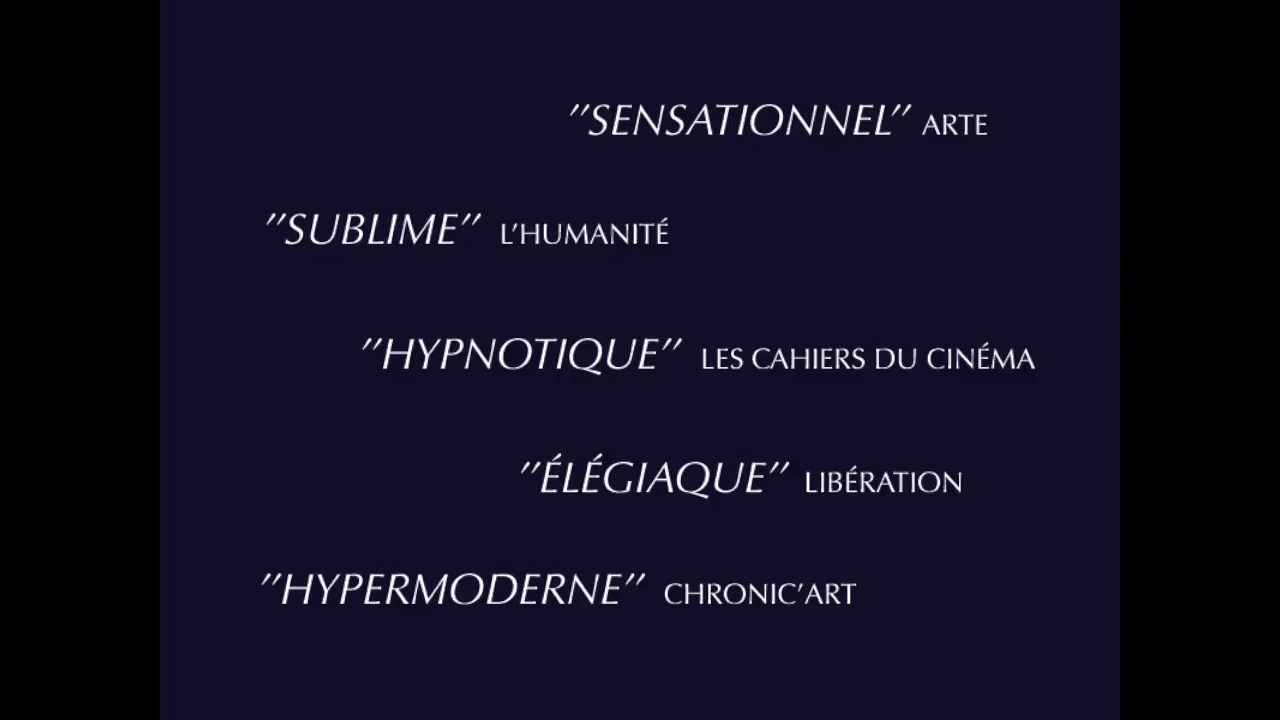 "SENSATIONNEL" ARTE
"SUBLIME" L'HUMANITÉ
"HYPNOTIQUE" LES CAHIERS DU CINÉMA
"ÉLÉGIAQUE" LIBÉRATION
"HYPERMODERNE" CHRONIC'ART